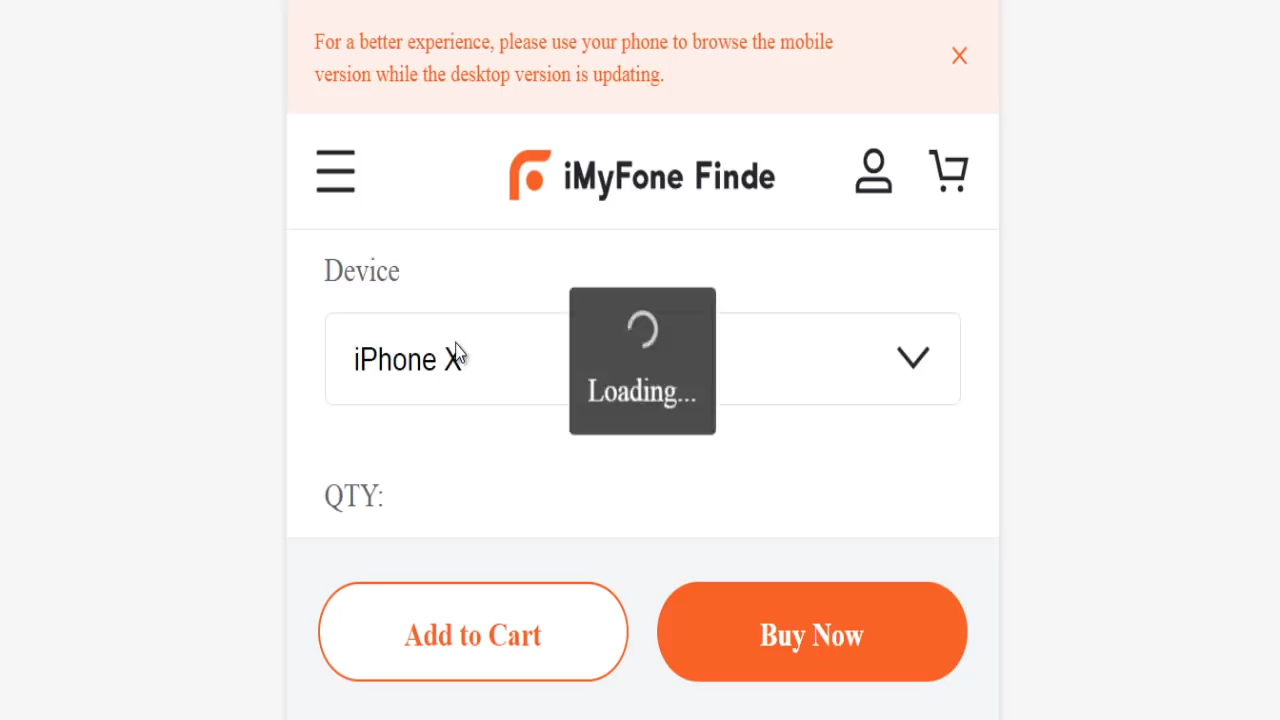 For a better experience, please use your phone to browse the mobile
version while the desktop version is updating.
X
iMyFone Finde
Device
iPhone X
Loading...
QTY:
Add to Cart
Buy Now